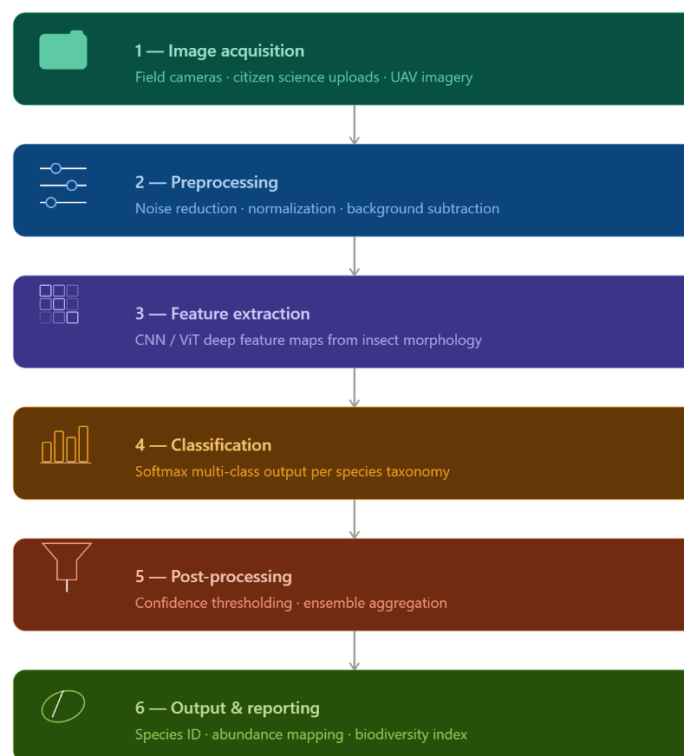 1 — Image acquisition
Field cameras · citizen science uploads · UAV imagery
2 — Preprocessing
Noise reduction · normalization · background subtraction
3 — Feature extraction
CNN / ViT deep feature maps from insect morphology
4 — Classification
Softmax multi-class output per species taxonomy
5 — Post-processing
Confidence thresholding · ensemble aggregation
6 — Output & reporting
Species ID · abundance mapping · biodiversity index